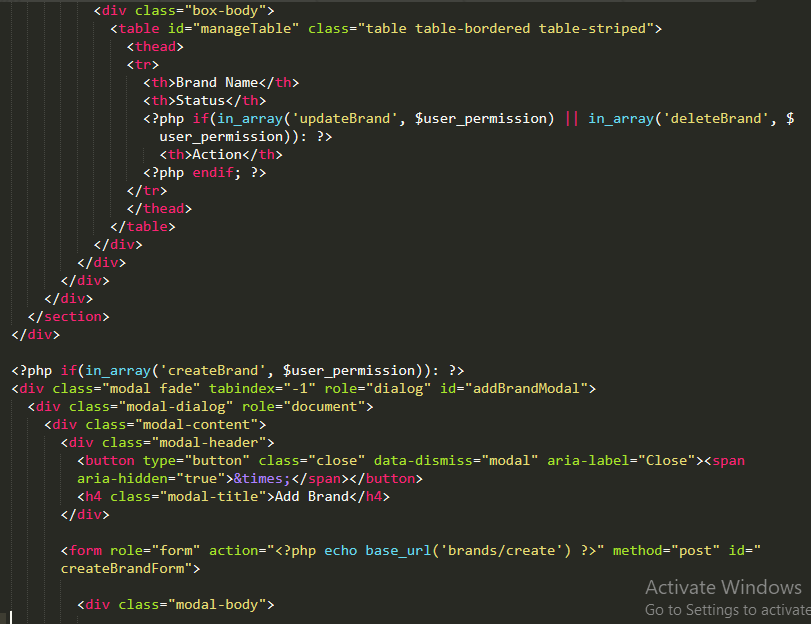 <div class="box-body">
<table id="manageTable" class="table table-bordered table-striped">
<thead>
<tr>
<th>Brand Name</th>
<th>Status</th>
<?php if(in_array('updateBrand', $user_permission) || in_array('deleteBrand', $
user_permission)): ?>
<th>Action</th>
<?php endif; ?>
</tr>
</thead>
</table>
</div>
</div>
</div>
</div>
</section>
</div>
<?php if(in_array('createBrand', $user_permission)): ?>
<div class="modal fade" tabindex="-1" role="dialog" id="addBrandModal">
<div class="modal-dialog" role="document">
<div class="modal-content">
<div class="modal-header">
<button type="button" class="close" data-dismiss="modal" aria-label="Close"><span
aria-hidden="true">&times;</span></button>
<h4 class="modal-title">Add Brand</h4>
</div>
<form role="form" action="<?php echo base_url('brands/create') ?>" method="post" id="
createBrandForm">
<div class="modal-body">
Activate Windows
Go to Settings to activate